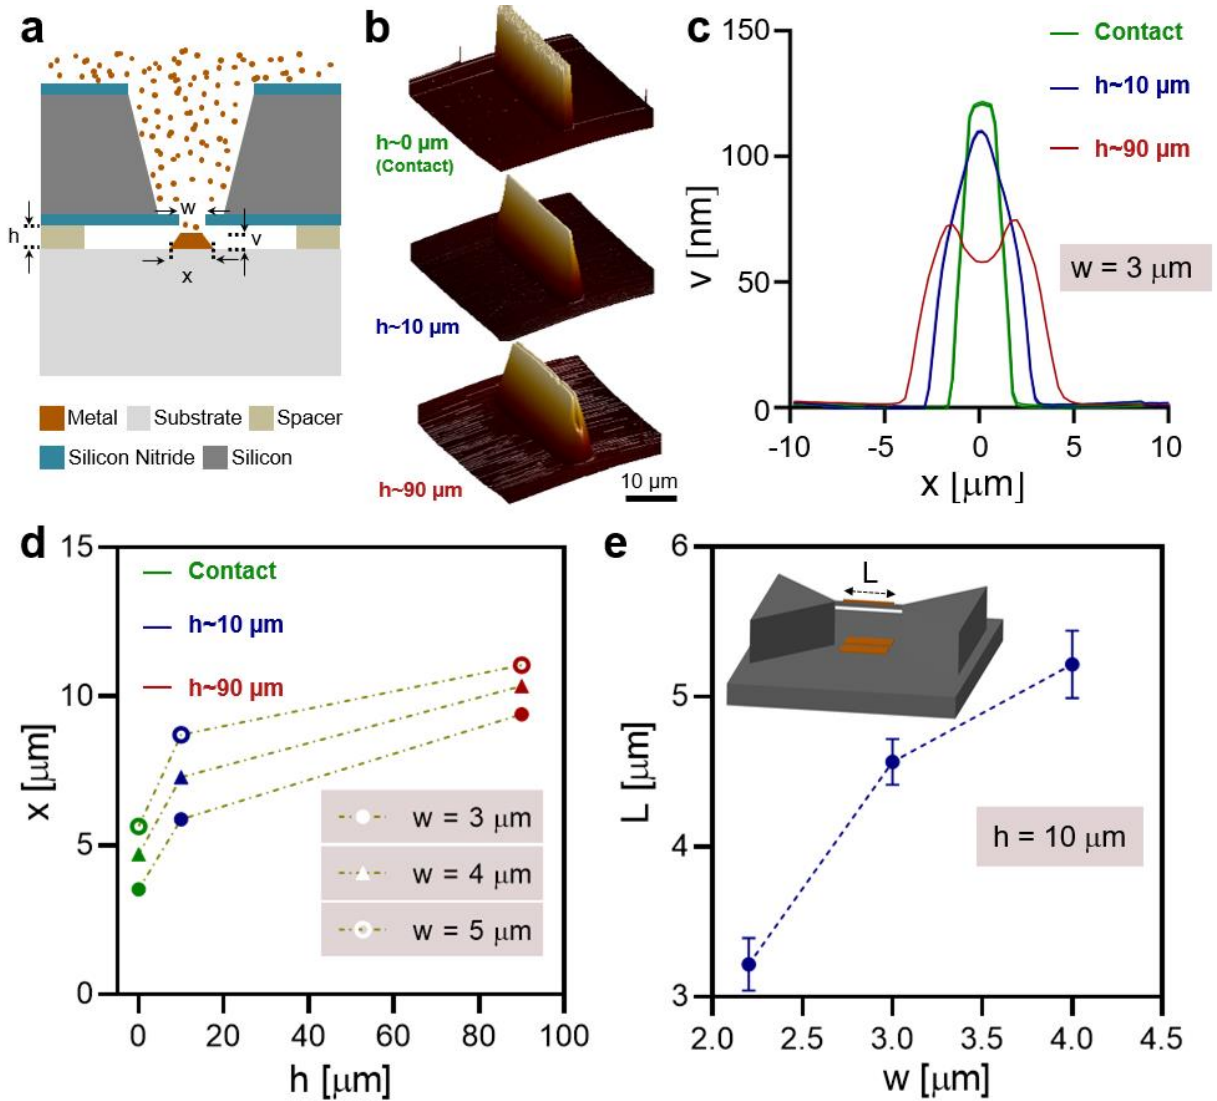 a
w
h
v
x
Metal Substrate Spacer
Silicon Nitride Silicon
b
h~0 µm
(Contact)
h~10 µm
h~90 µm
10 µm
c
150
100
50
0
v [nm]
-10 -5 0 5 10
x [µm]
Contact
h~10 µm
h~90 µm
w = 3 µm
d
15
10
5
0
x [µm]
0 20 40 60 80 100
h [µm]
Contact
h~10 µm
h~90 µm
w = 3 µm
w = 4 µm
w = 5 µm
e
6
5
4
3
L [µm]
2.0 2.5 3.0 3.5 4.0 4.5
w [µm]
L
h = 10 µm